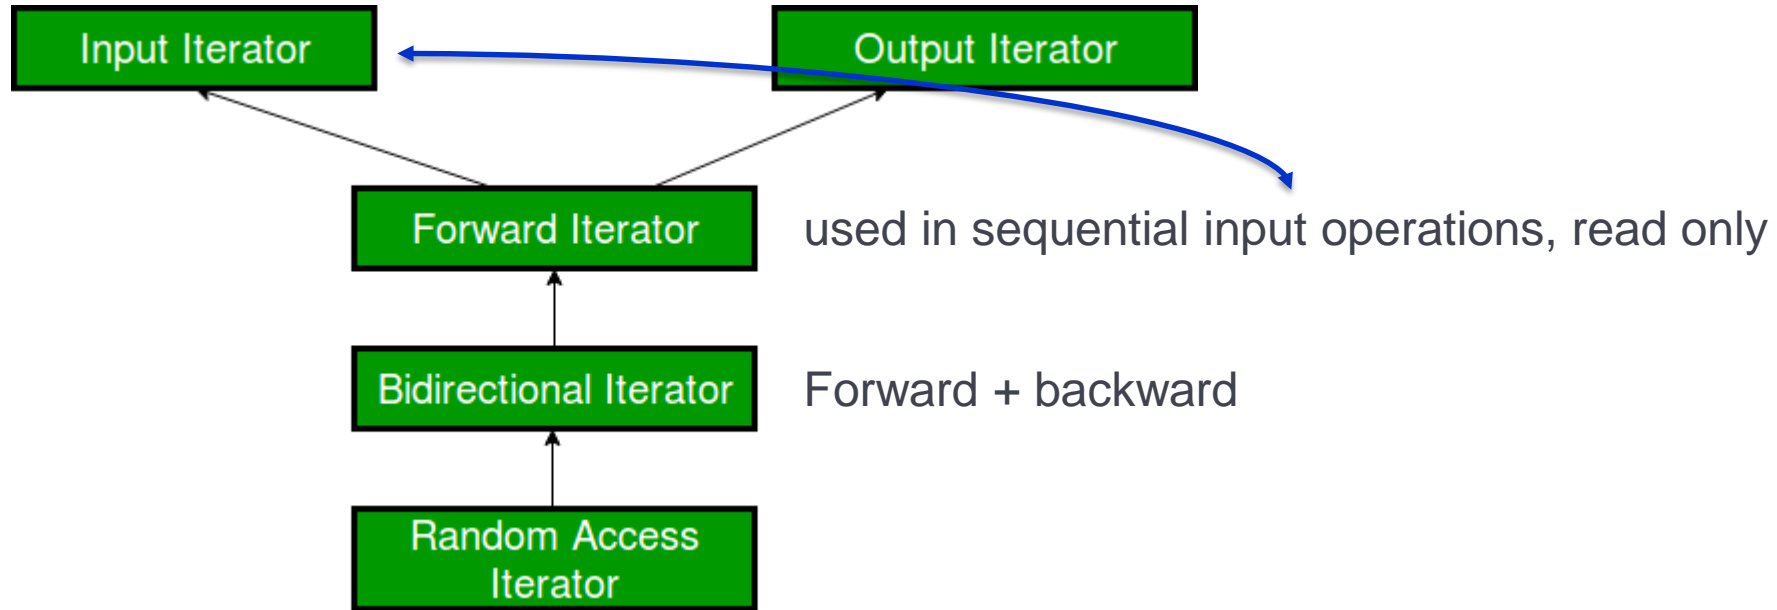 Input Iterator
Output Iterator
Forward Iterator
used in sequential input operations, read only
Bidirectional Iterator
Forward + backward
Random Access
Iterator